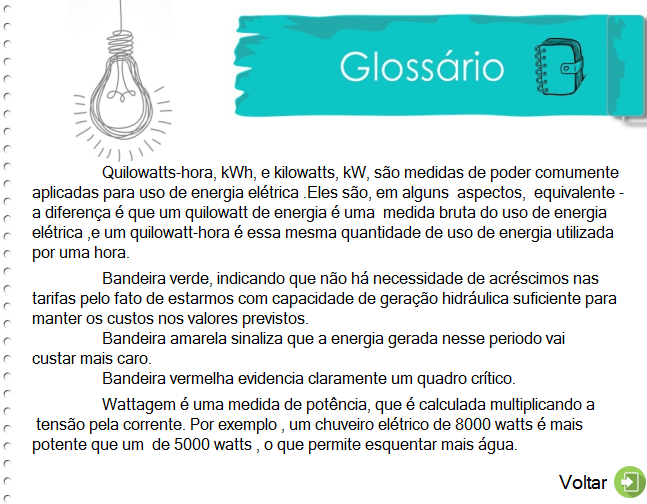 Glossário
Quilowatts-hora, kWh, e kilowatts, kW, são medidas de poder comumente
aplicadas para uso de energia elétrica .Eles são, em alguns aspectos, equivalente -
a diferença é que um quilowatt de energia é uma medida bruta do uso de energia
elétrica ,e um quilowatt-hora é essa mesma quantidade de uso de energia utilizada
por uma hora.
Bandeira verde, indicando que não há necessidade de acréscimos nas
tarifas pelo fato de estarmos com capacidade de geração hidráulica suficiente para
manter os custos nos valores previstos.
Bandeira amarela sinaliza que a energia gerada nesse periodo vai
custar mais caro.
Bandeira vermelha evidencia claramente um quadro crítico.
Wattagem é uma medida de potência, que é calculada multiplicando a
tensão pela corrente. Por exemplo , um chuveiro elétrico de 8000 watts é mais
potente que um de 5000 watts , o que permite esquentar mais água.
Voltar